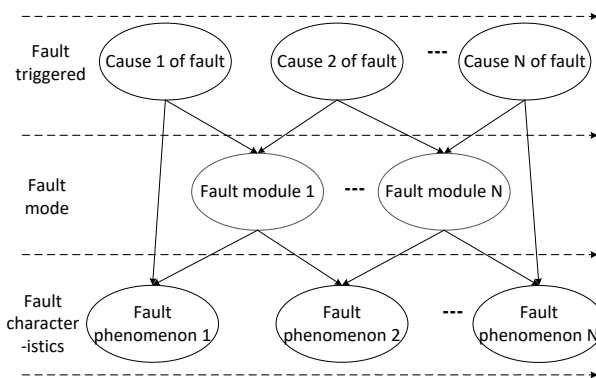 Fault
triggered
Cause 1 of fault
Cause 2 of fault
---
Cause N of fault
Fault
mode
Fault module 1
---
Fault module N
Fault
character
-istics
Fault
phenomenon 1
Fault
phenomenon 2
---
Fault
phenomenon N